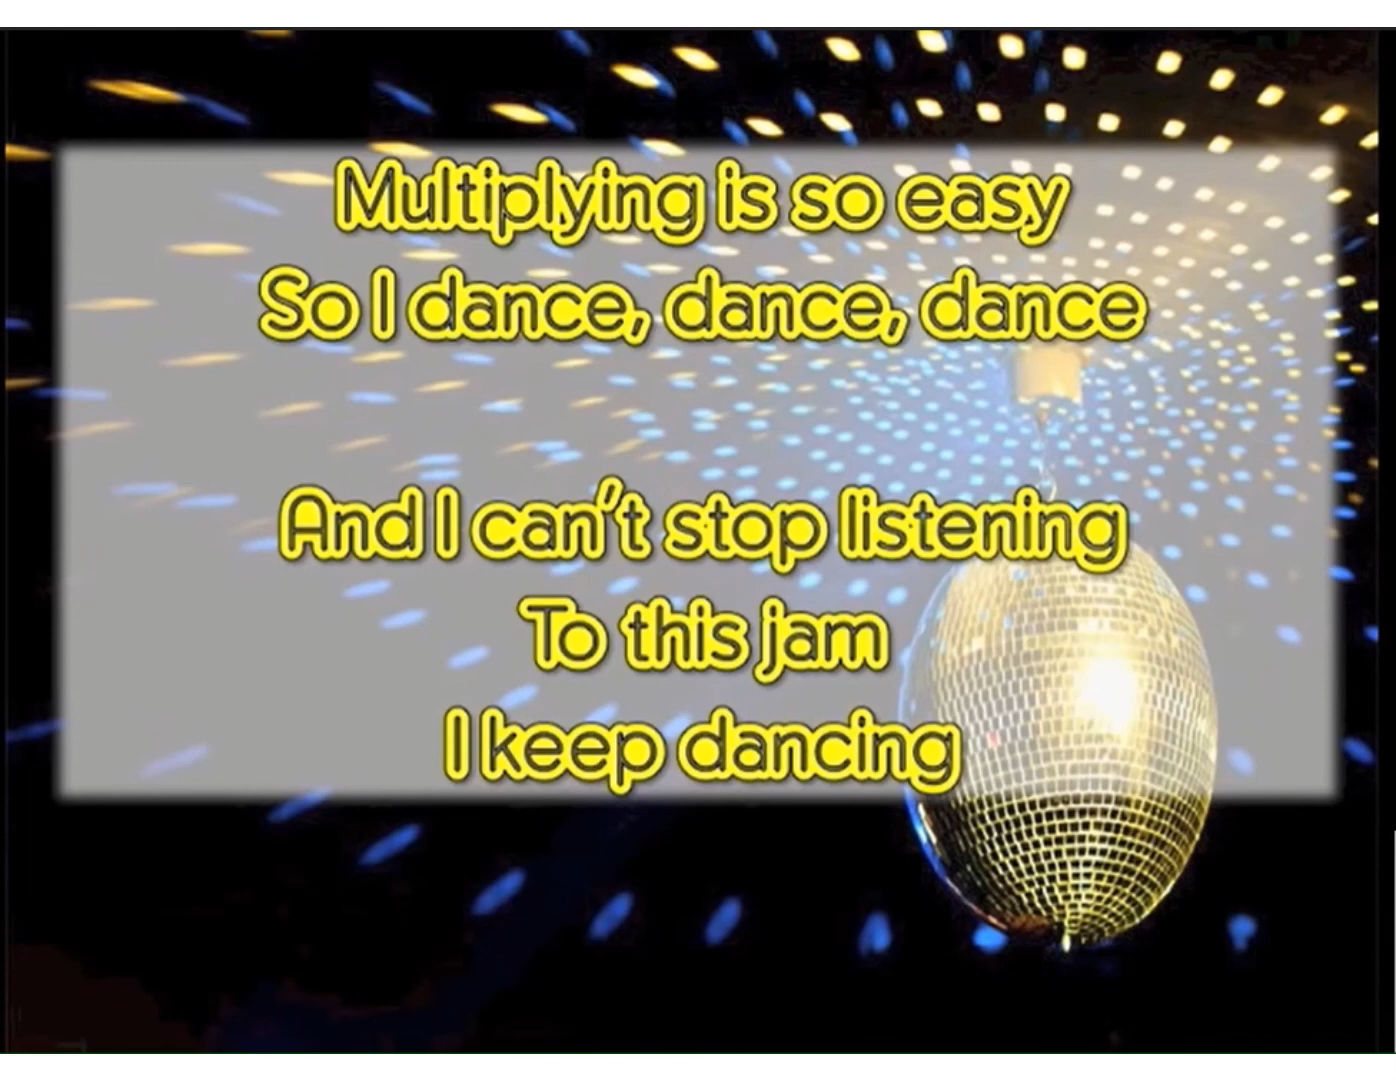 Multiplying is so easy
So I dance, dance, dance
And I can't stop listening
To this jam
I keep dancing